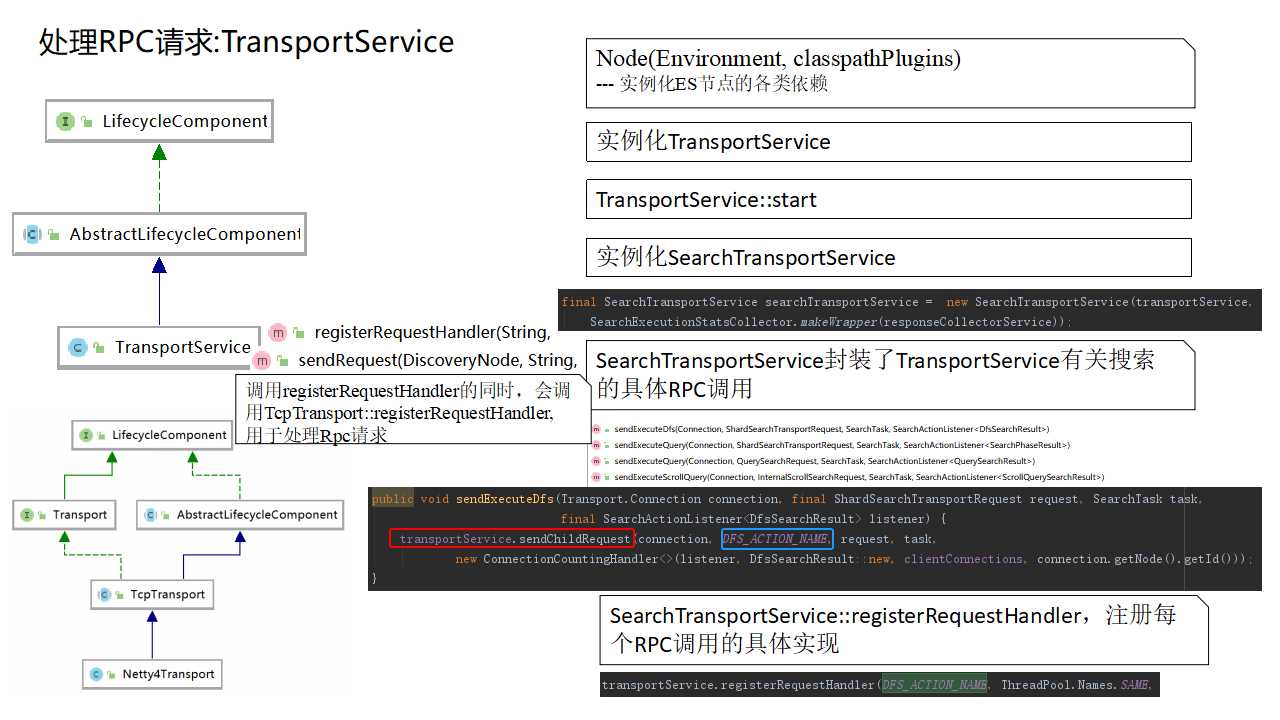 处理RPC请求:TransportService
LifecycleComponent
AbstractLifecycleComponent
TransportService
registerRequestHandler(String,
sendRequest(DiscoveryNode, String,
调用registerRequestHandler的同时，会调
用TcpTransport::registerRequestHandler,
用于处理Rpc请求
LifecycleComponent
Transport
AbstractLifecycleComponent
TcpTransport
Netty4Transport
Node(Environment, classpathPlugins)
--- 实例化ES节点的各类依赖
实例化TransportService
TransportService::start
实例化SearchTransportService
final SearchTransportService searchTransportService = new SearchTransportService(transportService,
SearchExecutionStatsCollector.makeWrapper(responseCollectorService));
SearchTransportService封装了TransportService有关搜索
的具体RPC调用
sendExecuteDfs(Connection, ShardSearchTransportRequest, SearchTask, SearchActionListener<DfsSearchResult>)
sendExecuteQuery(Connection, ShardSearchTransportRequest, SearchTask, SearchActionListener<SearchPhaseResult>)
sendExecuteQuery(Connection, QuerySearchRequest, SearchTask, SearchActionListener<QuerySearchResult>)
sendExecuteScrollQuery(Connection, InternalScrollSearchRequest, SearchTask, SearchActionListener<ScrollQuerySearchResult>)
public void sendExecuteDfs(Transport.Connection connection, final ShardSearchTransportRequest request, SearchTask task,
final SearchActionListener<DfsSearchResult> listener) {
transportService.sendChildRequest(connection, DFS_ACTION_NAME, request, task,
new ConnectionCountingHandler<>(listener, DfsSearchResult::new, clientConnections, connection.getNode().getId()));
}
SearchTransportService::registerRequestHandler，注册每
个RPC调用的具体实现
transportService.registerRequestHandler(DFS_ACTION_NAME, ThreadPool.Names.SAME,